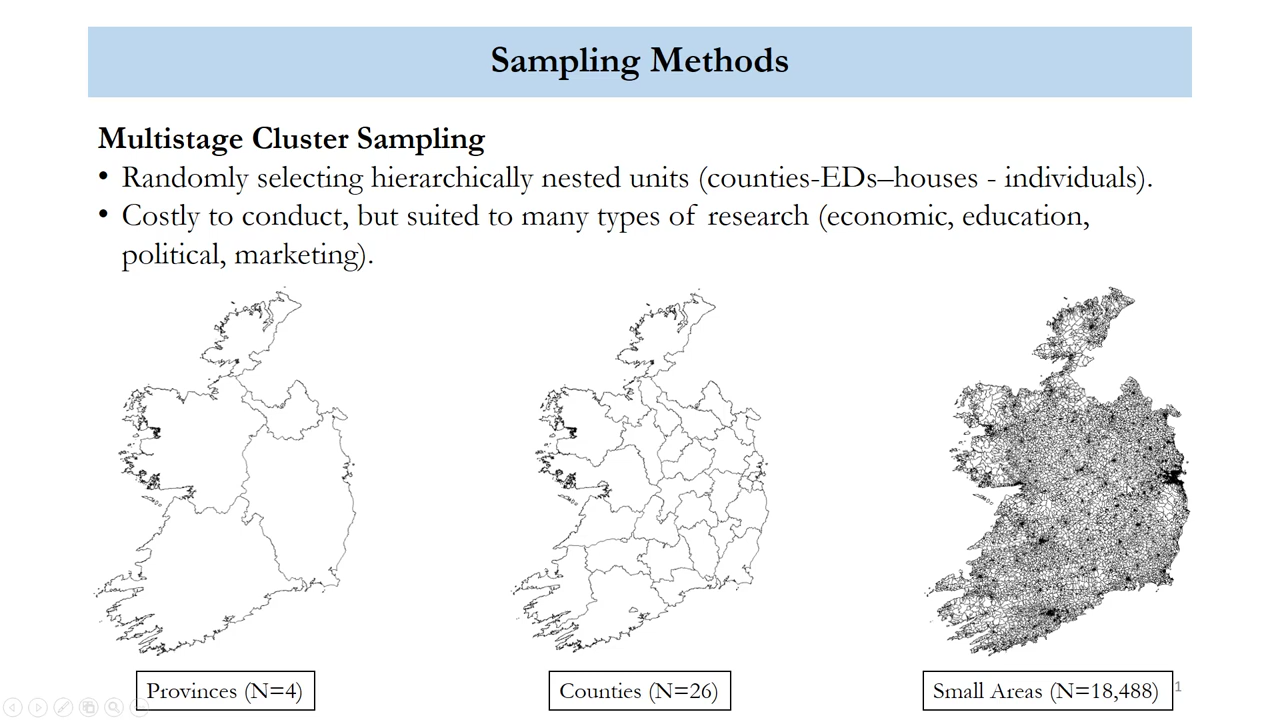 Sampling Methods
Multistage Cluster Sampling
• Randomly selecting hierarchically nested units (counties-EDs–houses - individuals).
• Costly to conduct, but suited to many types of research (economic, education,
political, marketing).
Provinces (N=4)
Counties (N=26)
Small Areas (N=18,488)
1